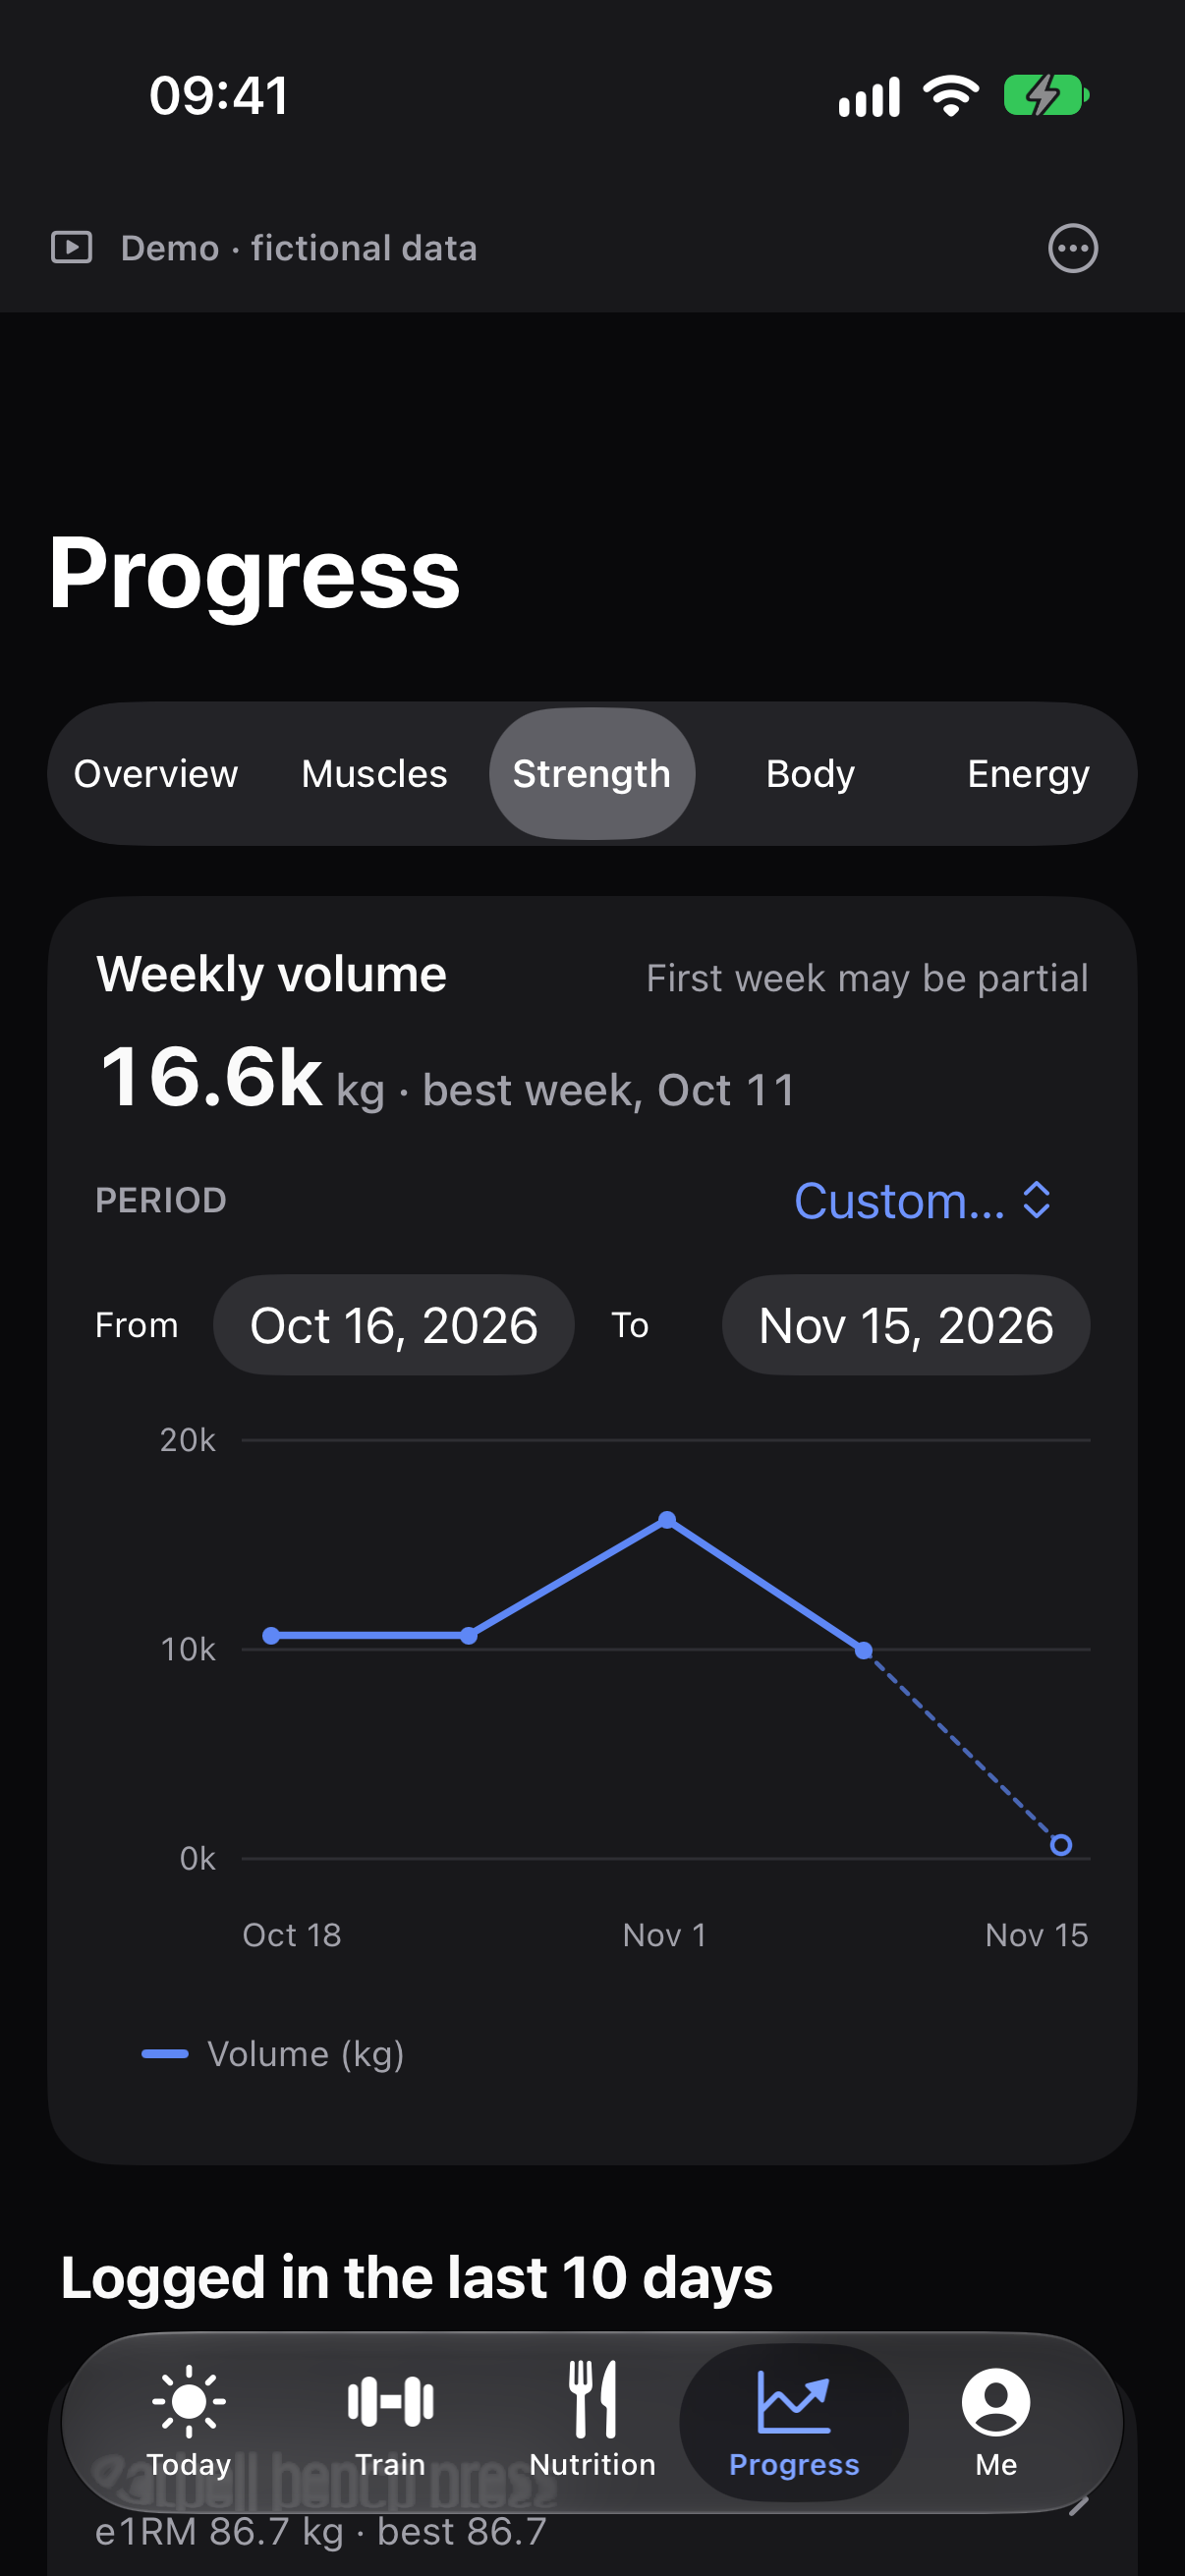 09:41
Demo · fictional data
Progress
Overview Muscles Strength Body Energy
Weekly volume First week may be partial
16.6k kg · best week, Oct 11
PERIOD Custom...
From Oct 16, 2026 To Nov 15, 2026
20k
10k
0k
Oct 18 Nov 1 Nov 15
Volume (kg)
Logged in the last 10 days
Today Train Nutrition Progress Me
bench press
e1RM 86.7 kg · best 86.7